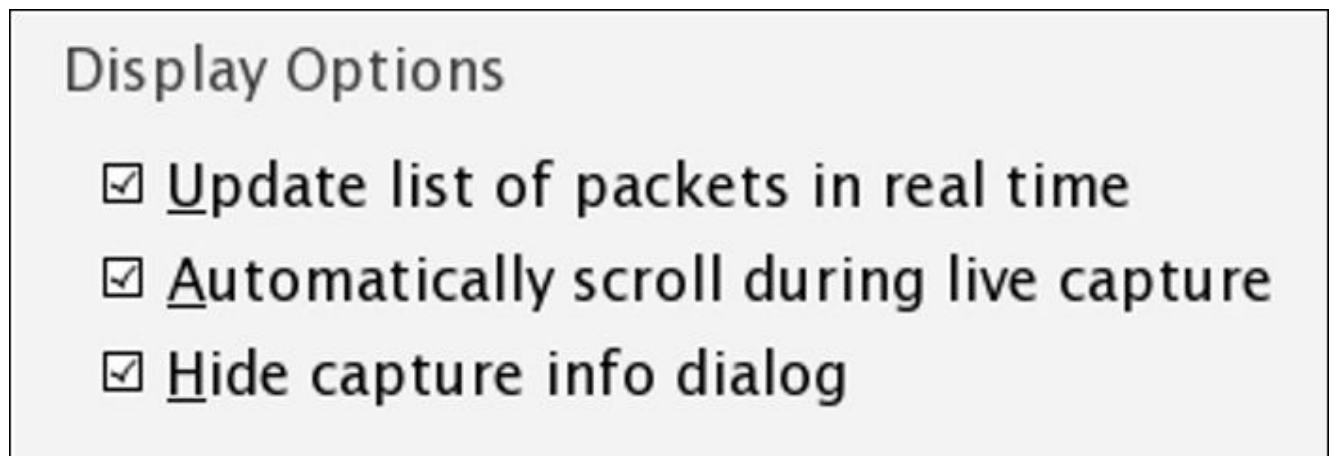 Display Options
Update list of packets in real time
Automatically scroll during live capture
Hide capture info dialog